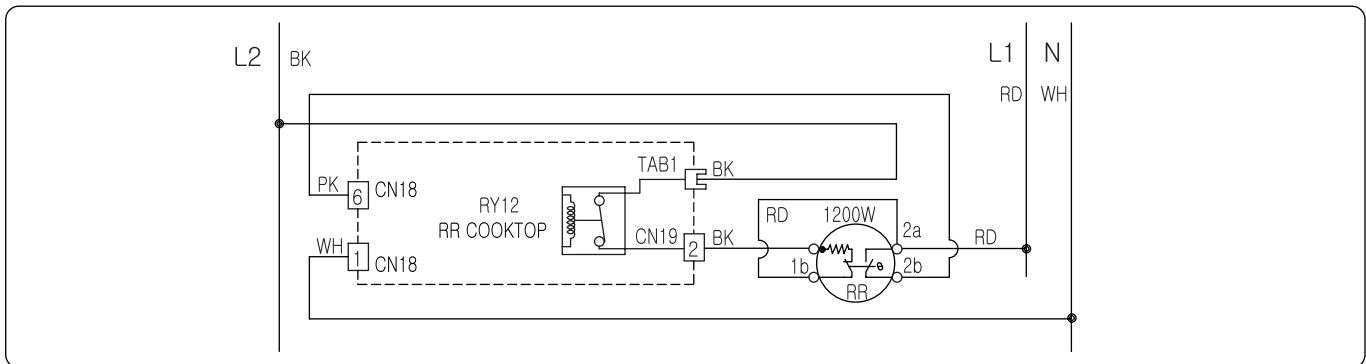 L2 BK L1 N
RD WH
TAB1 BK
PK 6 CN18
RY12
RR COOKTOP
RD 1200W
2a RD
CN19 2 BK
WH 1 CN18
1b θ 2b
RR